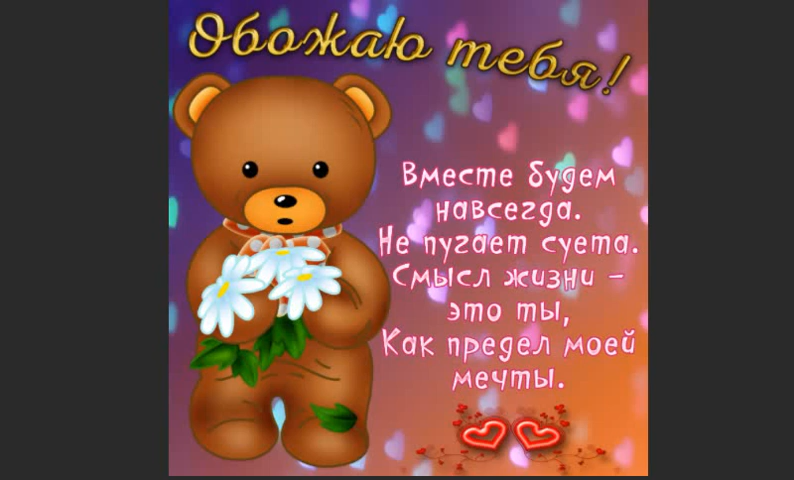 Обожаю тебя!
Вместе будем
навсегда.
Не пугает суета.
Смысл жизни -
это ты,
Как предел моей
мечты.